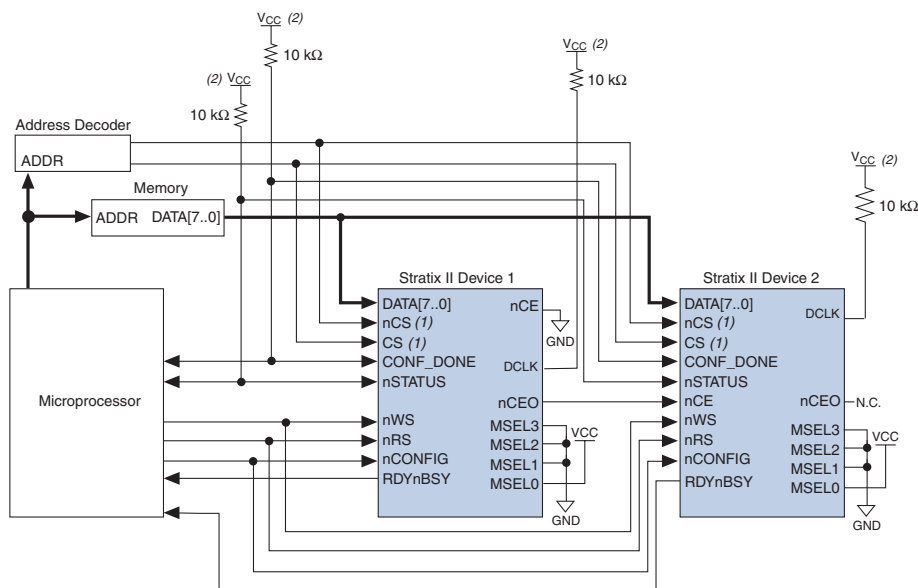 VCC (2)
10 kΩ
VCC (2)
10 kΩ
(2) VCC
10 kΩ
Address Decoder
ADDR
VCC (2)
10 kΩ
Memory
ADDR DATA[7..0]
Stratix II Device 1
DATA[7..0]
nCS (1)
CS (1)
CONF_DONE
nSTATUS
nWS
nRS
nCONFIG
RDYnBSY
nCE
GND
DCLK
nCEO
MSEL3
MSEL2
MSEL1
MSEL0
VCC
GND
Stratix II Device 2
DATA[7..0]
nCS (1)
CS (1)
CONF_DONE
nSTATUS
nCE
nWS
nRS
nCONFIG
RDYnBSY
DCLK
nCEO
N.C.
MSEL3
MSEL2
MSEL1
MSEL0
VCC
GND
Microprocessor